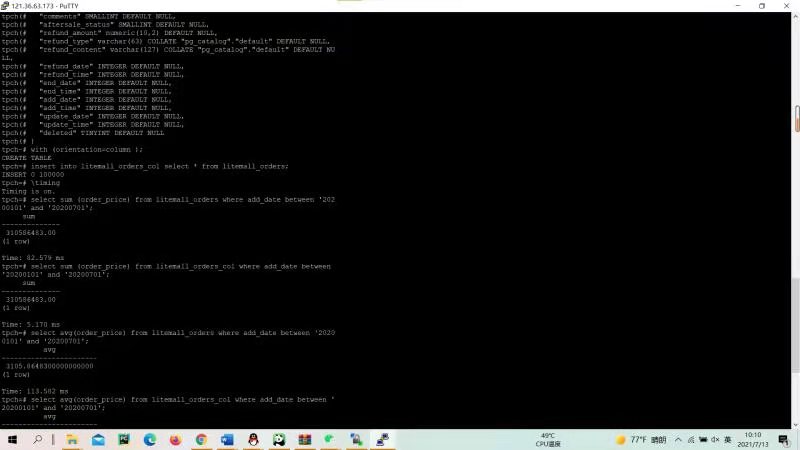 121.36.63.173 - PuTTY
tpch(#   "comments" SMALLINT DEFAULT NULL,
tpch(#   "aftersale_status" SMALLINT DEFAULT NULL,
tpch(#   "refund_amount" numeric(10,2) DEFAULT NULL,
tpch(#   "refund_type" varchar(63) COLLATE "pg_catalog"."default" DEFAULT NULL,
tpch(#   "refund_content" varchar(127) COLLATE "pg_catalog"."default" DEFAULT NU
LL,
tpch(#   "refund_date" INTEGER DEFAULT NULL,
tpch(#   "refund_time" INTEGER DEFAULT NULL,
tpch(#   "end_date" INTEGER DEFAULT NULL,
tpch(#   "end_time" INTEGER DEFAULT NULL,
tpch(#   "add_date" INTEGER DEFAULT NULL,
tpch(#   "add_time" INTEGER DEFAULT NULL,
tpch(#   "update_date" INTEGER DEFAULT NULL,
tpch(#   "update_time" INTEGER DEFAULT NULL,
tpch(#   "deleted" TINYINT DEFAULT NULL
tpch(# )
tpch-# with (orientation=column );
CREATE TABLE
tpch=# insert into litemall_orders_col select * from litemall_orders;
INSERT 0 100000
tpch=# \timing
Timing is on.
tpch=# select sum (order_price) from litemall_orders where add_date between '202
00101' and '20200701';
sum
--------------
310586483.00
(1 row)
Time: 82.579 ms
tpch=# select sum (order_price) from litemall_orders_col where add_date between
'20200101' and '20200701';
sum
--------------
310586483.00
(1 row)
Time: 5.170 ms
tpch=# select avg(order_price) from litemall_orders where add_date between '2020
0101' and '20200701';
avg
-----------------------
3105.8648300000000000
(1 row)
Time: 113.582 ms
tpch=# select avg(order_price) from litemall_orders_col where add_date between '
20200101' and '20200701';
avg
-----------------------
49℃
CPU温度
77°F 晴朗
英
10:10
2021/7/13